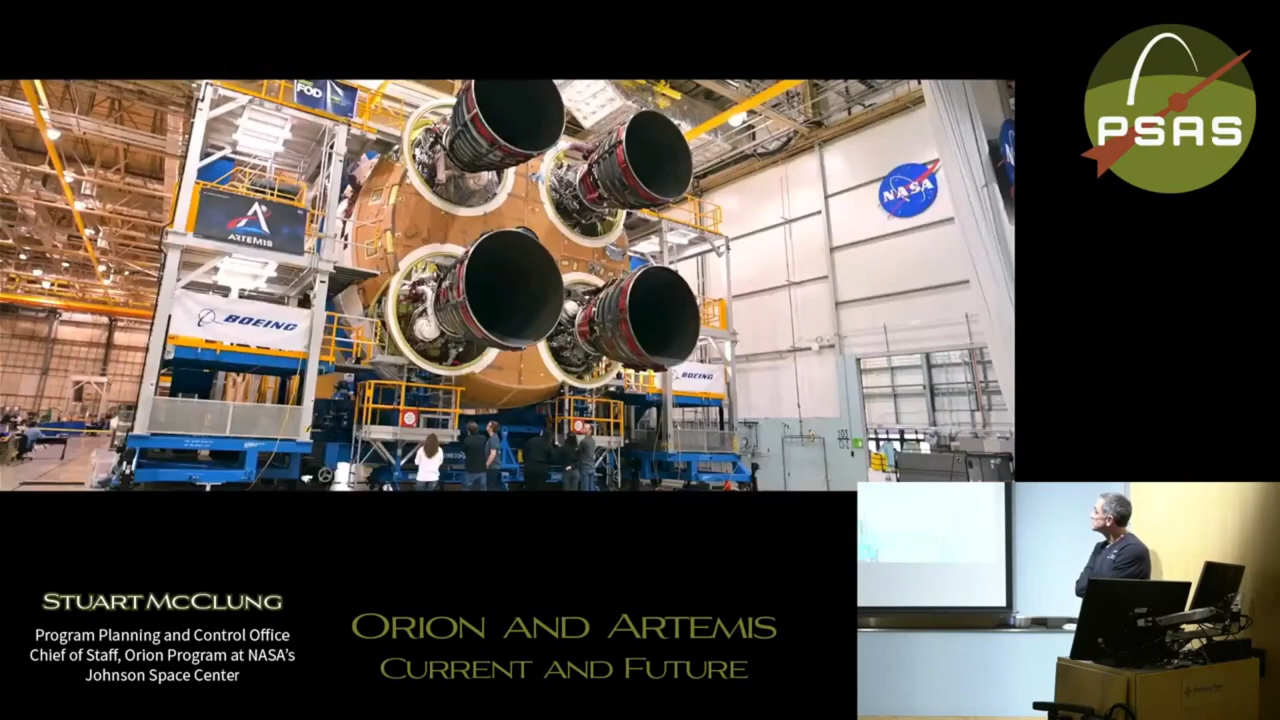 FOD
PSAS
NASA
ARTEMIS
BOEING
BOEING
STUART MCCLUNG
Program Planning and Control Office
Chief of Staff, Orion Program at NASA's
Johnson Space Center
ORION AND ARTEMIS
CURRENT AND FUTURE